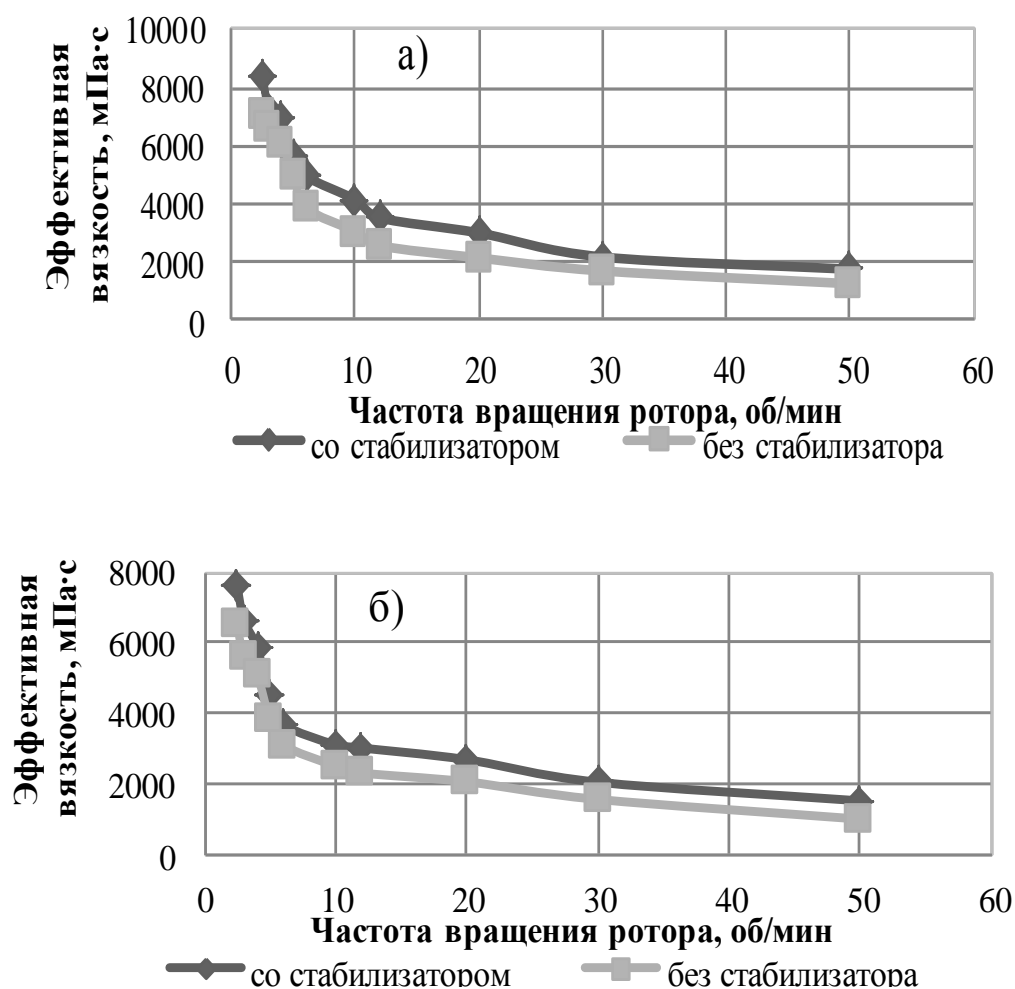 Эффективная
вязкость, мПа·с
10000
8000
6000
4000
2000
0
а)
0 10 20 30 40 50 60
Частота вращения ротора, об/мин
со стабилизатором без стабилизатора
Эффективная
вязкость, мПа·с
8000
6000
4000
2000
0
б)
0 10 20 30 40 50 60
Частота вращения ротора, об/мин
со стабилизатором без стабилизатора